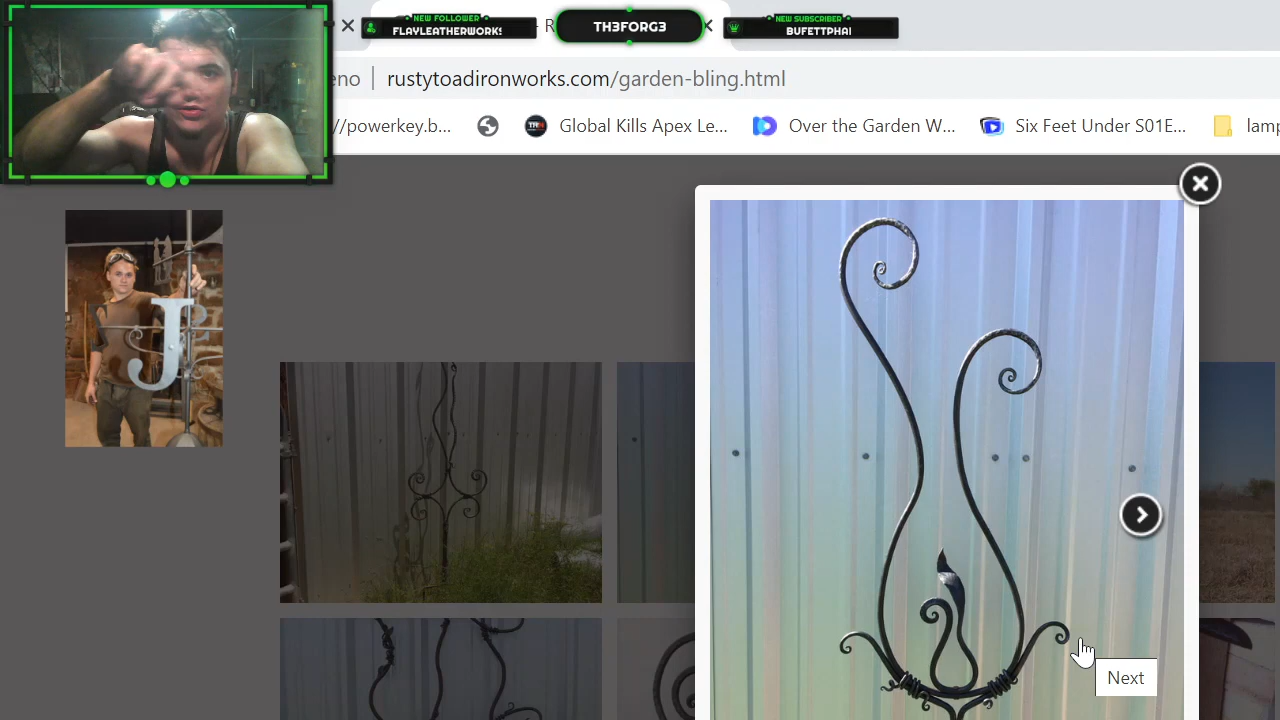 NEW FOLLOWER
FLAYLEATHERWORKS
TH3FORG3
NEW SUBSCRIBER
BUFETTPHAI
eno
rustytoadironworks.com/garden-bling.html
//powerkey.b...
Global Kills Apex Le...
Over the Garden W...
Six Feet Under S01E...
lamp
J
Next